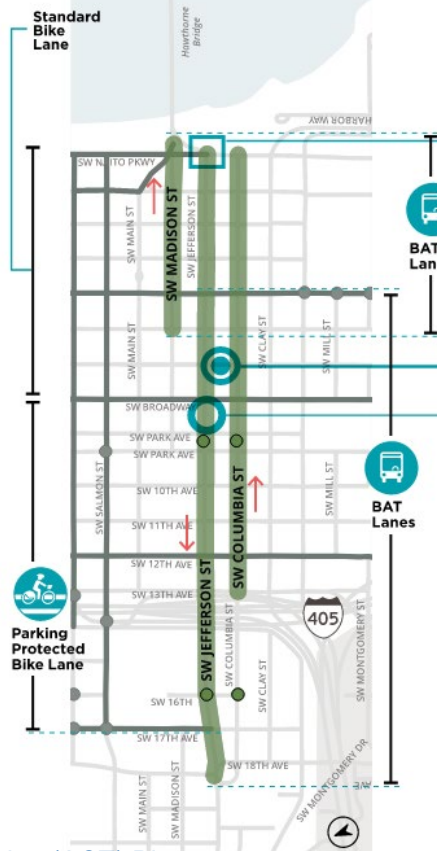 Standard
Bike
Lane
Hawthorne
Bridge
HARBOR WAY
SW NAITO PKWY
SW MAIN ST
SW MADISON ST
SW JEFFERSON ST
BAT
Lan
SW MAIN ST
SW CLAY ST
SW MILL ST
SW BROADWAY
SW PARK AVE
SW PARK AVE
SW SALMON ST
SW 10TH AVE
SW COLUMBIA ST
SW MILL ST
BAT
Lanes
SW 11TH AVE
SW 12TH AVE
SW 13TH AVE
SW JEFFERSON ST
SW COLUMBIA ST
SW CLAY ST
405
SW MONTGOMERY ST
Parking
Protected
Bike Lane
SW 16TH
SW 17TH AVE
SW 18TH AVE
SW MAIN ST
SW MADISON ST
SW MONTGOMERY DR
AVE